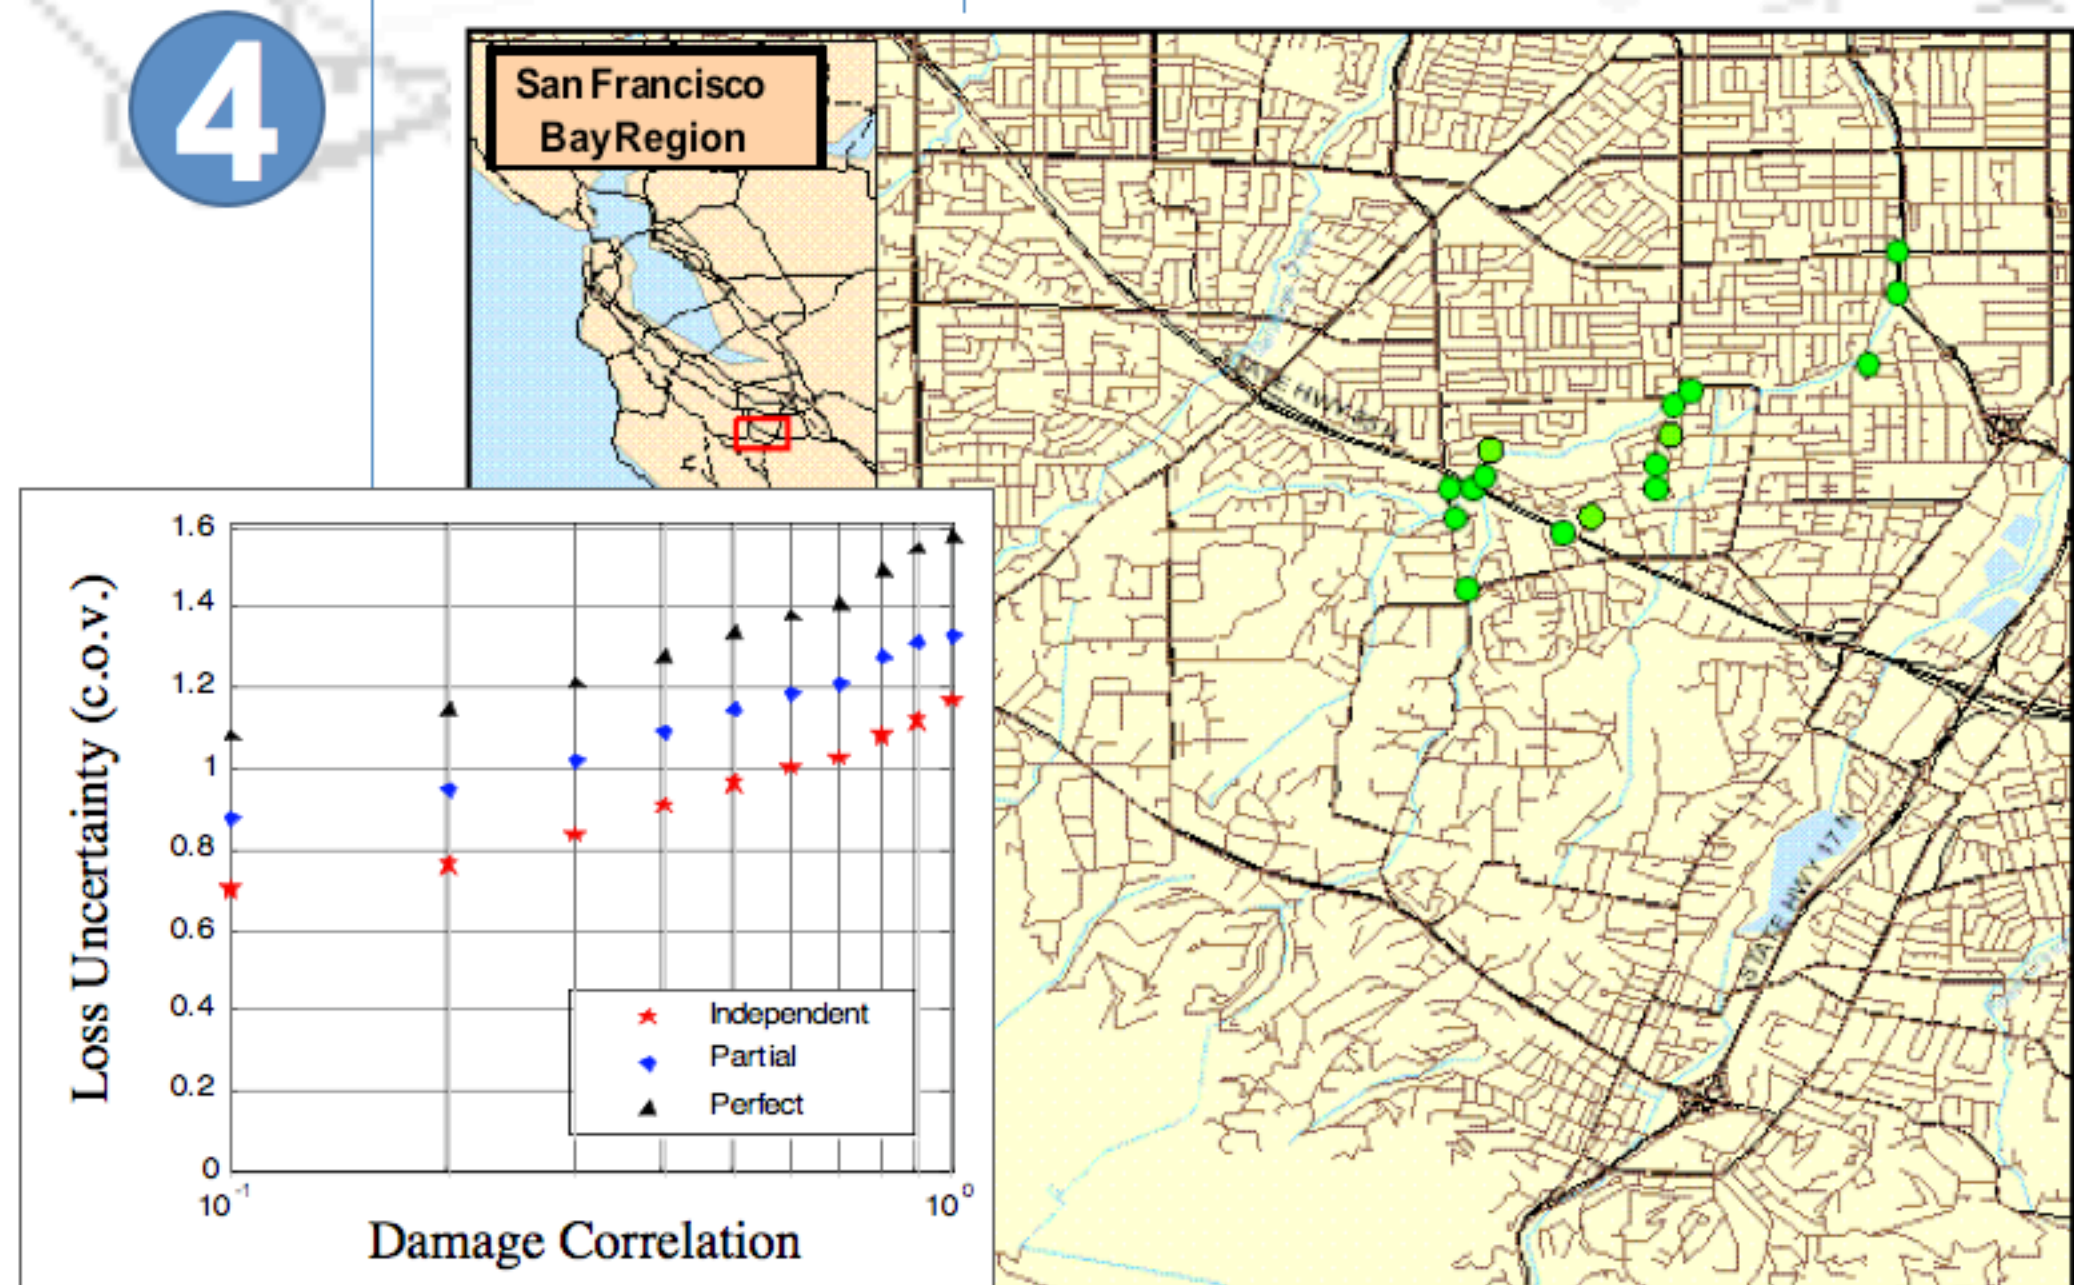 4
San Francisco
Bay Region
STATE HWY 85 N
STATE HWY 17 N
Loss Uncertainty (c.o.v.)
1.6
1.4
1.2
1
0.8
0.6
0.4
0.2
0
Independent
Partial
Perfect
10⁻¹
10⁰
Damage Correlation